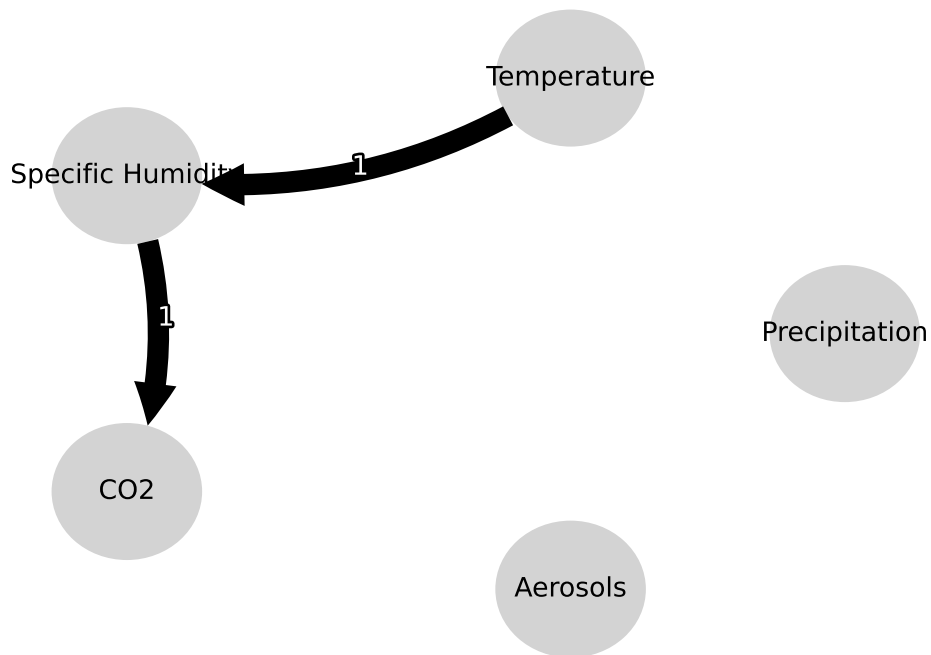 Temperature
Specific Humidity
1
1
Precipitation
CO2
Aerosols